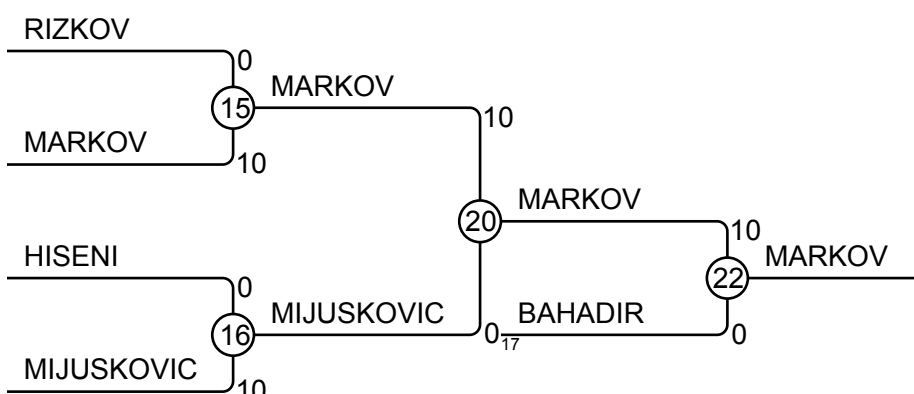 RIZKOV
0
15
MARKOV
MARKOV
10
10
20
MARKOV
HISENI
0
16
MIJUSKOVIC
MIJUSKOVIC
10
0
17
BAHADIR
10
22
MARKOV
0